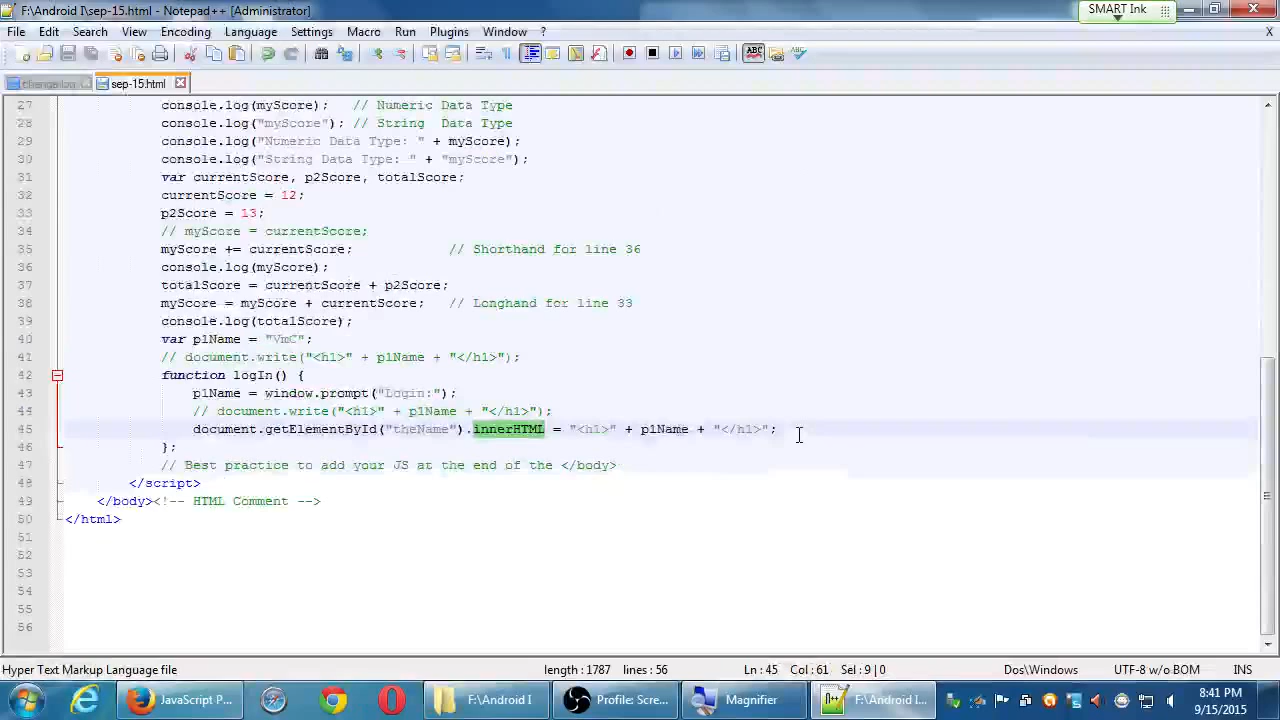 F:\Android I\sep-15.html - Notepad++ [Administrator]
SMART Ink
File Edit Search View Encoding Language Settings Macro Run Plugins Window ? X
change.log sep-15.html
27 console.log(myScore); // Numeric Data Type
28 console.log("myScore"); // String Data Type
29 console.log("Numeric Data Type: " + myScore);
30 console.log("String Data Type: " + "myScore");
31 var currentScore, p2Score, totalScore;
32 currentScore = 12;
33 p2Score = 13;
34 // myScore = currentScore;
35 myScore += currentScore; // Shorthand for line 36
36 console.log(myScore);
37 totalScore = currentScore + p2Score;
38 myScore = myScore + currentScore; // Longhand for line 33
39 console.log(totalScore);
40 var p1Name = "VmC";
41 // document.write("<h1>" + p1Name + "</h1>");
42 function logIn() {
43 p1Name = window.prompt("Login:");
44 // document.write("<h1>" + p1Name + "</h1>");
45 document.getElementById("theName").innerHTML = "<h1>" + p1Name + "</h1>";
46 };
47 // Best practice to add your JS at the end of the </body>
48 </script>
49 </body><!-- HTML Comment -->
50 </html>
51
52
53
54
55
56
Hyper Text Markup Language file length : 1787 lines : 56 Ln : 45 Col : 61 Sel : 9 | 0 Dos\Windows UTF-8 w/o BOM INS
JavaScript P... F:\Android I Profile: Scre... Magnifier F:\Android I... 8:41 PM
9/15/2015